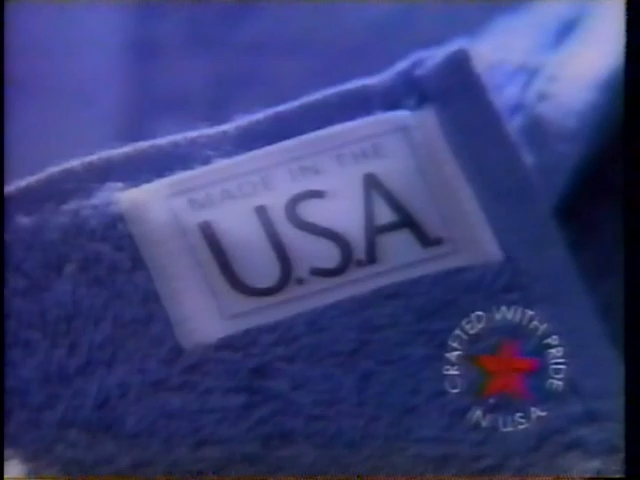 MADE IN THE
U.S.A.
CRAFTED WITH PRIDE
IN U.S.A.